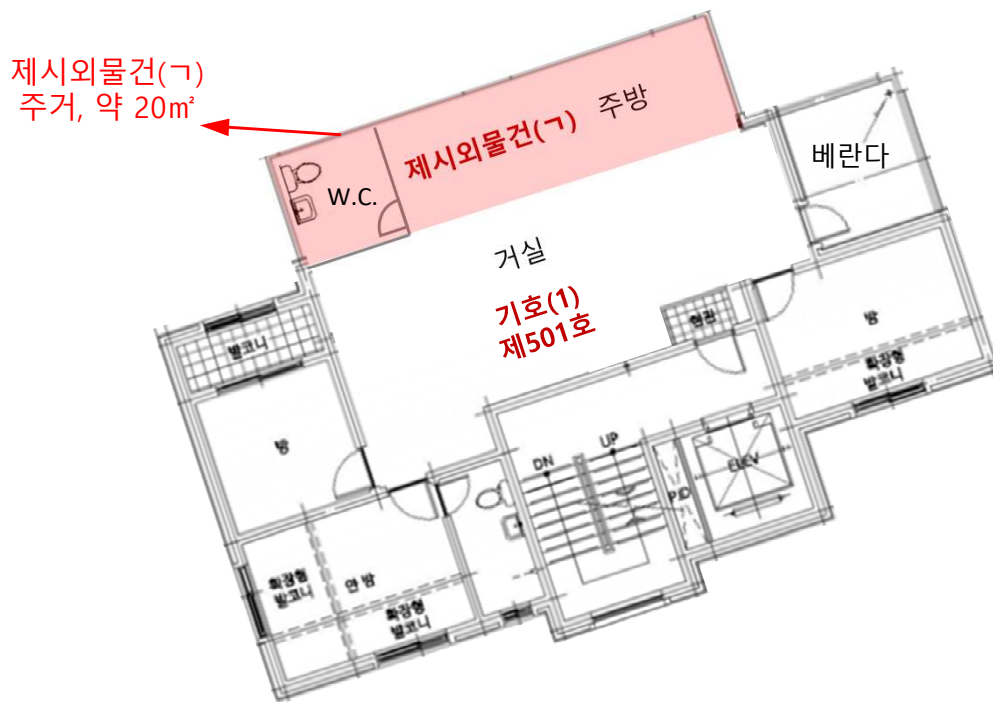 제시외물건(ㄱ)
주거, 약 20㎡
제시외물건(ㄱ)
주방
W.C.
베란다
거실
기호(1)
제501호
현관
방
확장형
발코니
발코니
방
UP
DN
P.D
ELEV
확장형
발코니
안방
확장형
발코니